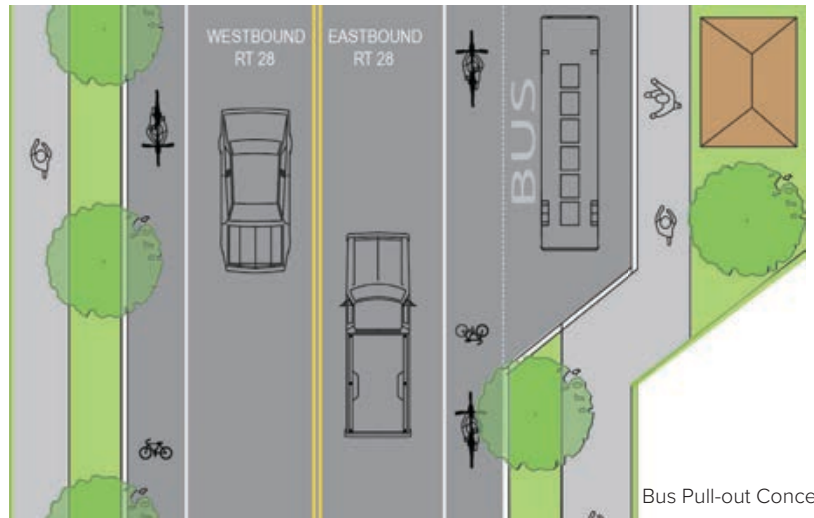 WESTBOUND
RT 28
EASTBOUND
RT 28
BUS
Bus Pull-out Conce